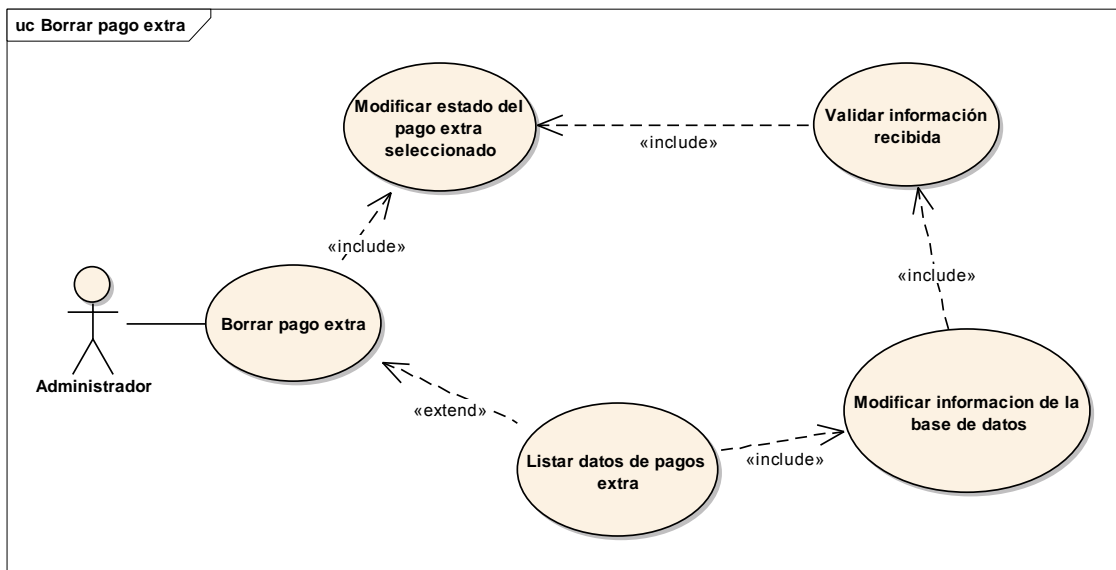 uc Borrar pago extra
Modificar estado del
pago extra
seleccionado
Validar información
recibida
«include»
«include»
«include»
Borrar pago extra
Administrador
«extend»
Modificar informacion de la
base de datos
Listar datos de pagos
extra
«include»